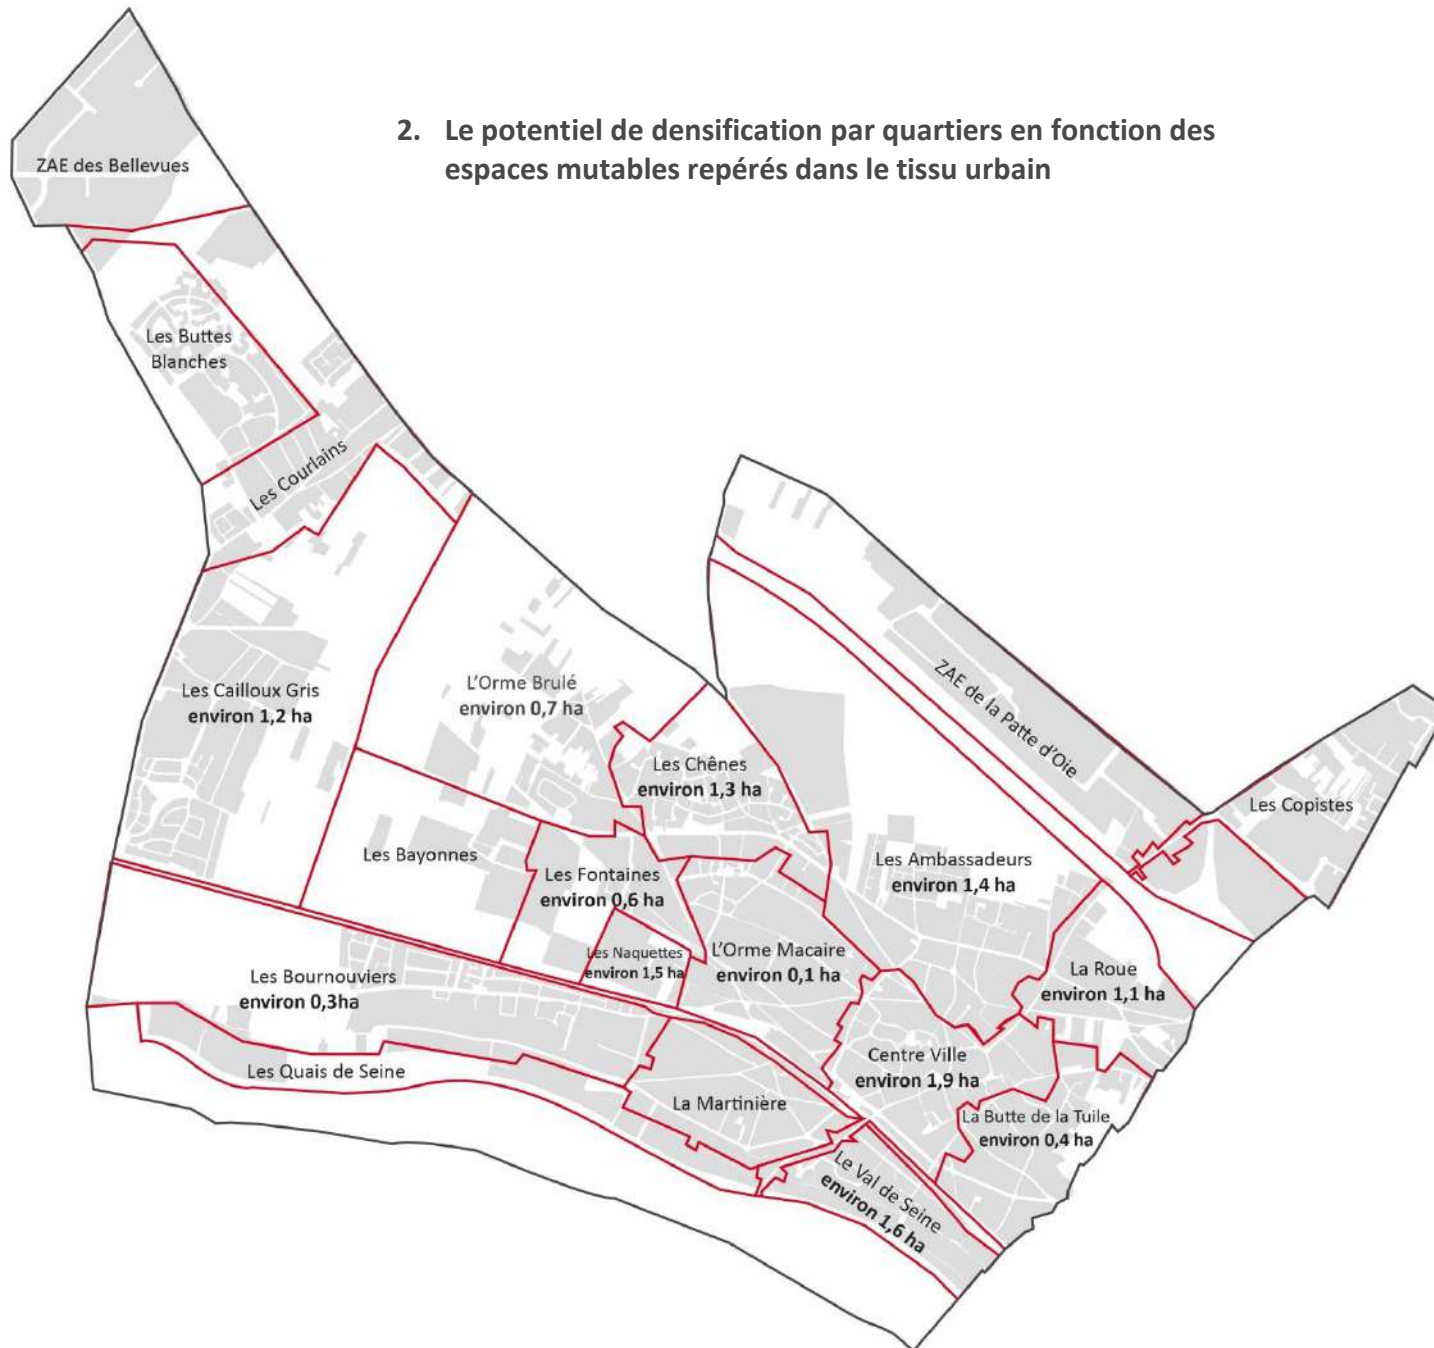 2. Le potentiel de densification par quartiers en fonction des
espaces mutables repérés dans le tissu urbain
ZAE des Bellevues
Les Buttes
Blanches
Les Courlains
Les Cailloux Gris
environ 1,2 ha
L'Orme Brulé
environ 0,7 ha
ZAE de la Patte d'Oie
Les Chênes
environ 1,3 ha
Les Copistes
Les Bayonnes
Les Fontaines
environ 0,6 ha
Les Ambassadeurs
environ 1,4 ha
Les Naquettes
environ 1,5 ha
L'Orme Macaire
environ 0,1 ha
La Roue
environ 1,1 ha
Les Bournouviers
environ 0,3ha
Les Quais de Seine
Centre Ville
environ 1,9 ha
La Martinière
La Butte de la Tuile
environ 0,4 ha
Le Val de Seine
environ 1,6 ha